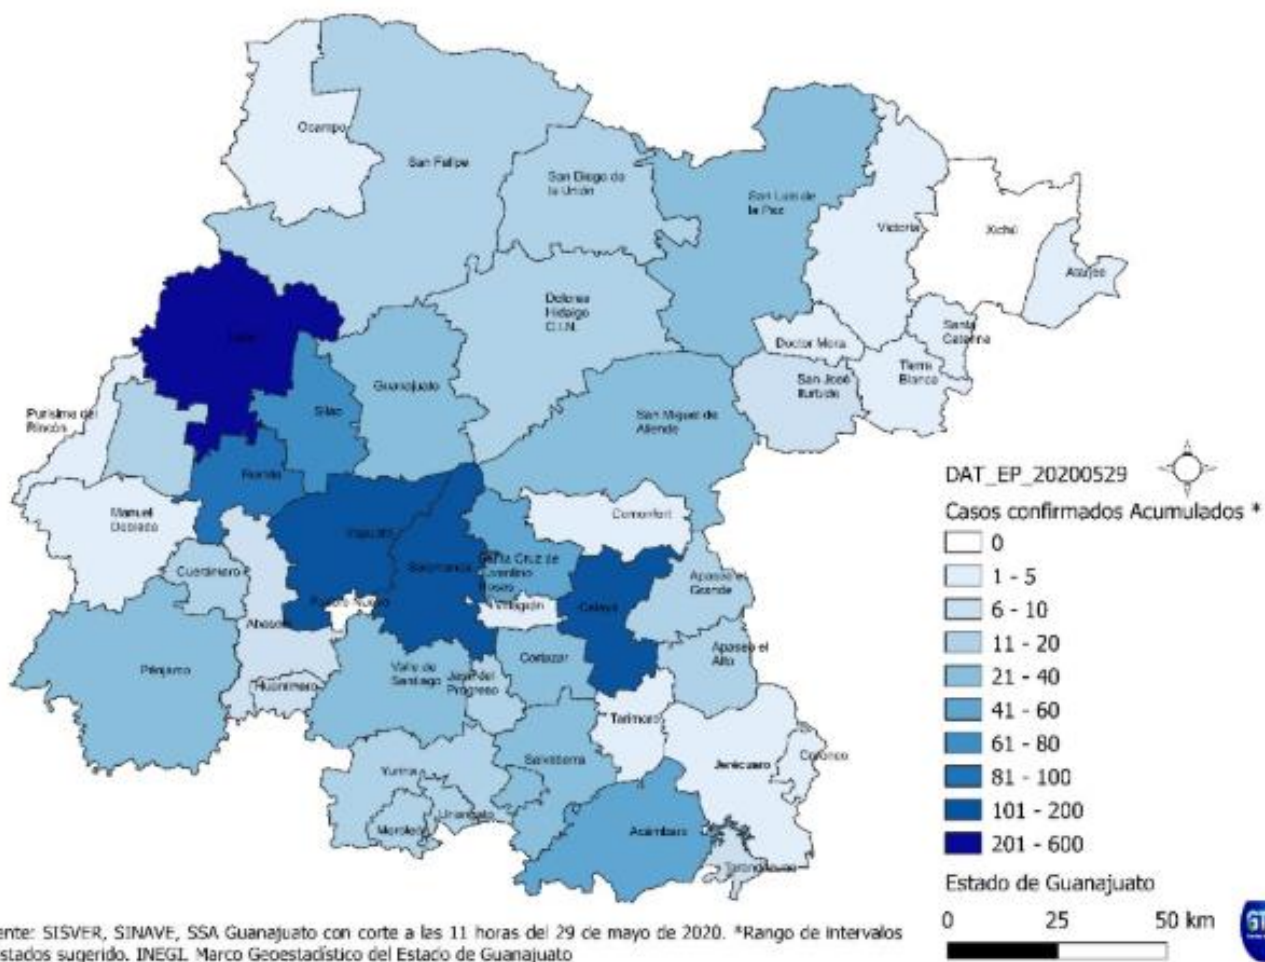 Ocampo
San Felipe
San Diego de
la Unión
San Luis de
la Paz
Victoria
Xichú
Atarjea
Dolores
Hidalgo
C.I.N.
Doctor Mora
Santa
Catarina
Tierra
Blanca
San José
Iturbide
Guanajuato
Silao
San Miguel de
Allende
Purísima del
Rincón
Romita
Manuel
Doblado
Irapuato
Salamanca
Comonfort
Santa Cruz de
Juventino
Rosas
Cuerámaro
Pueblo Nuevo
Villagrán
Celaya
Apaseo el
Grande
Abasolo
Pénjamo
Huanímaro
Valle de
Santiago
Jaral del
Progreso
Cortazar
Apaseo el
Alto
Tarimoro
Jerécuaro
Coroneo
Yuriria
Salvatierra
Uriangato
Moroleón
Acámbaro
Tarandacuao
DAT_EP_20200529
Casos confirmados Acumulados *
0
1 - 5
6 - 10
11 - 20
21 - 40
41 - 60
61 - 80
81 - 100
101 - 200
201 - 600
Estado de Guanajuato
0 25 50 km
ente: SISVER, SINAVE, SSA Guanajuato con corte a las 11 horas del 29 de mayo de 2020. *Rango de intervalos
stados sugerido. INEGI. Marco Geoestadístico del Estado de Guanajuato